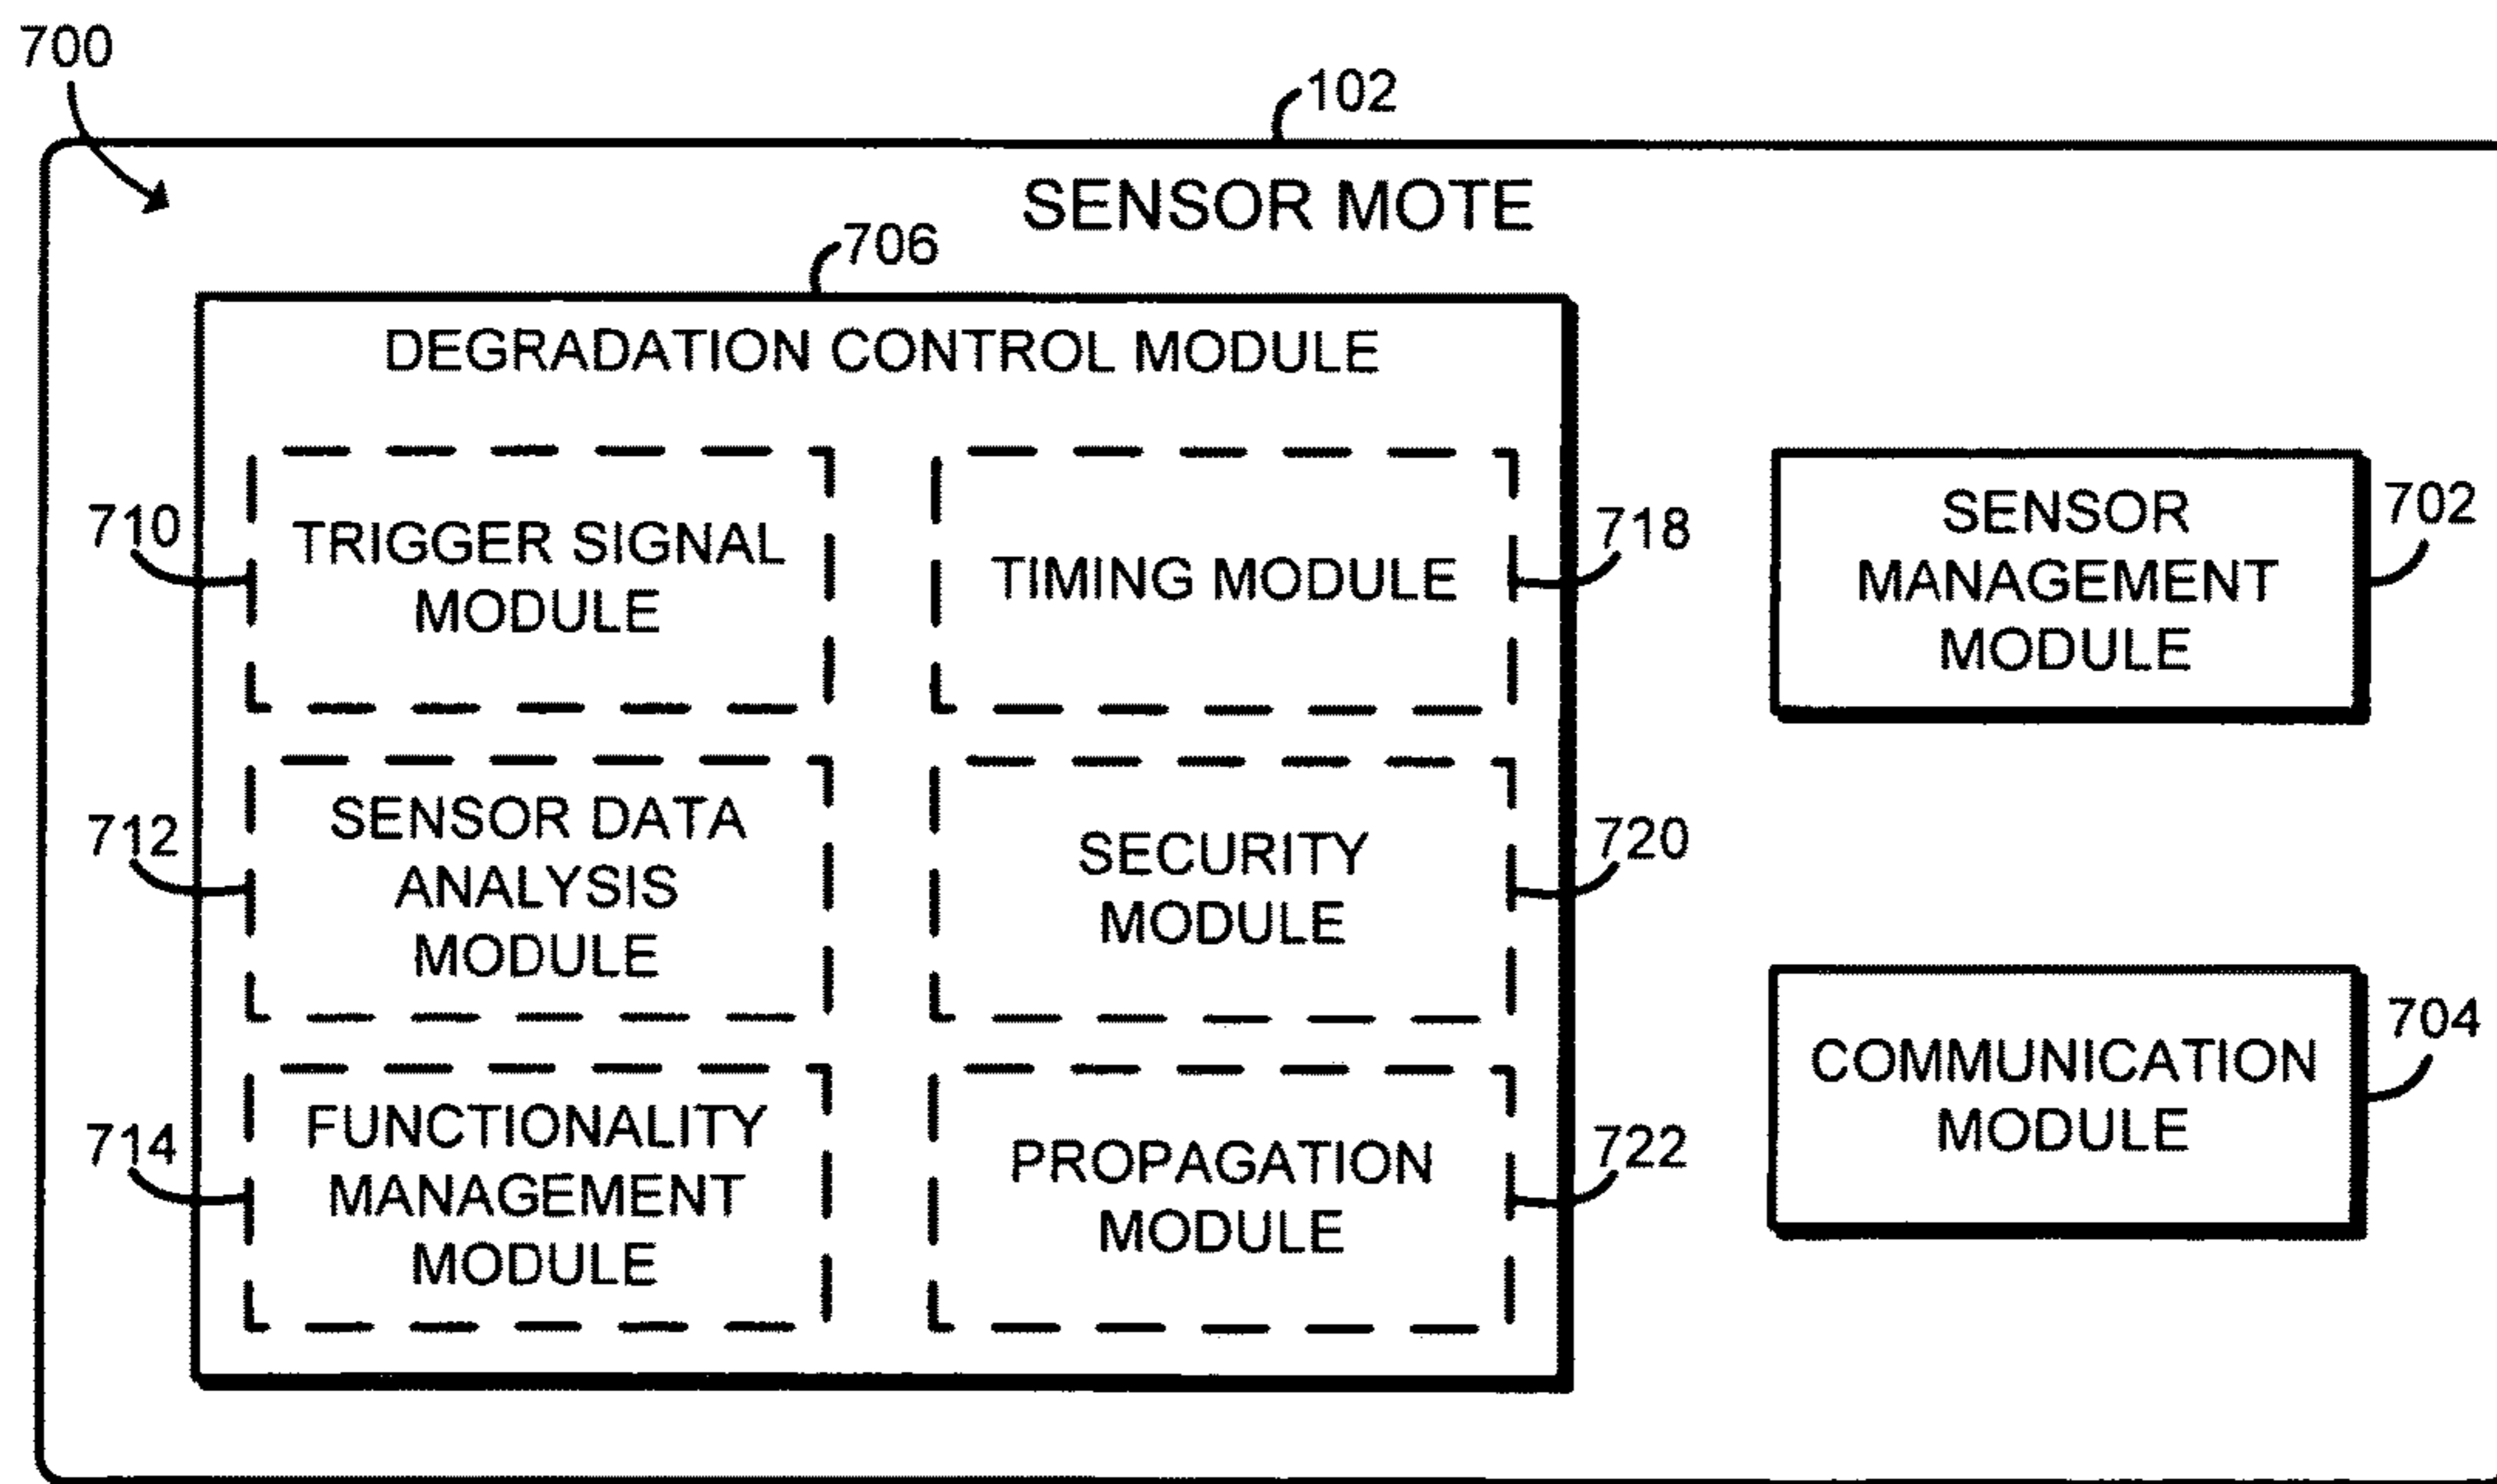 700
102
SENSOR MOTE
706
DEGRADATION CONTROL MODULE
710
TRIGGER SIGNAL
MODULE
TIMING MODULE
718
SENSOR
MANAGEMENT
MODULE
702
712
SENSOR DATA
ANALYSIS
MODULE
SECURITY
MODULE
720
714
FUNCTIONALITY
MANAGEMENT
MODULE
PROPAGATION
MODULE
722
COMMUNICATION
MODULE
704